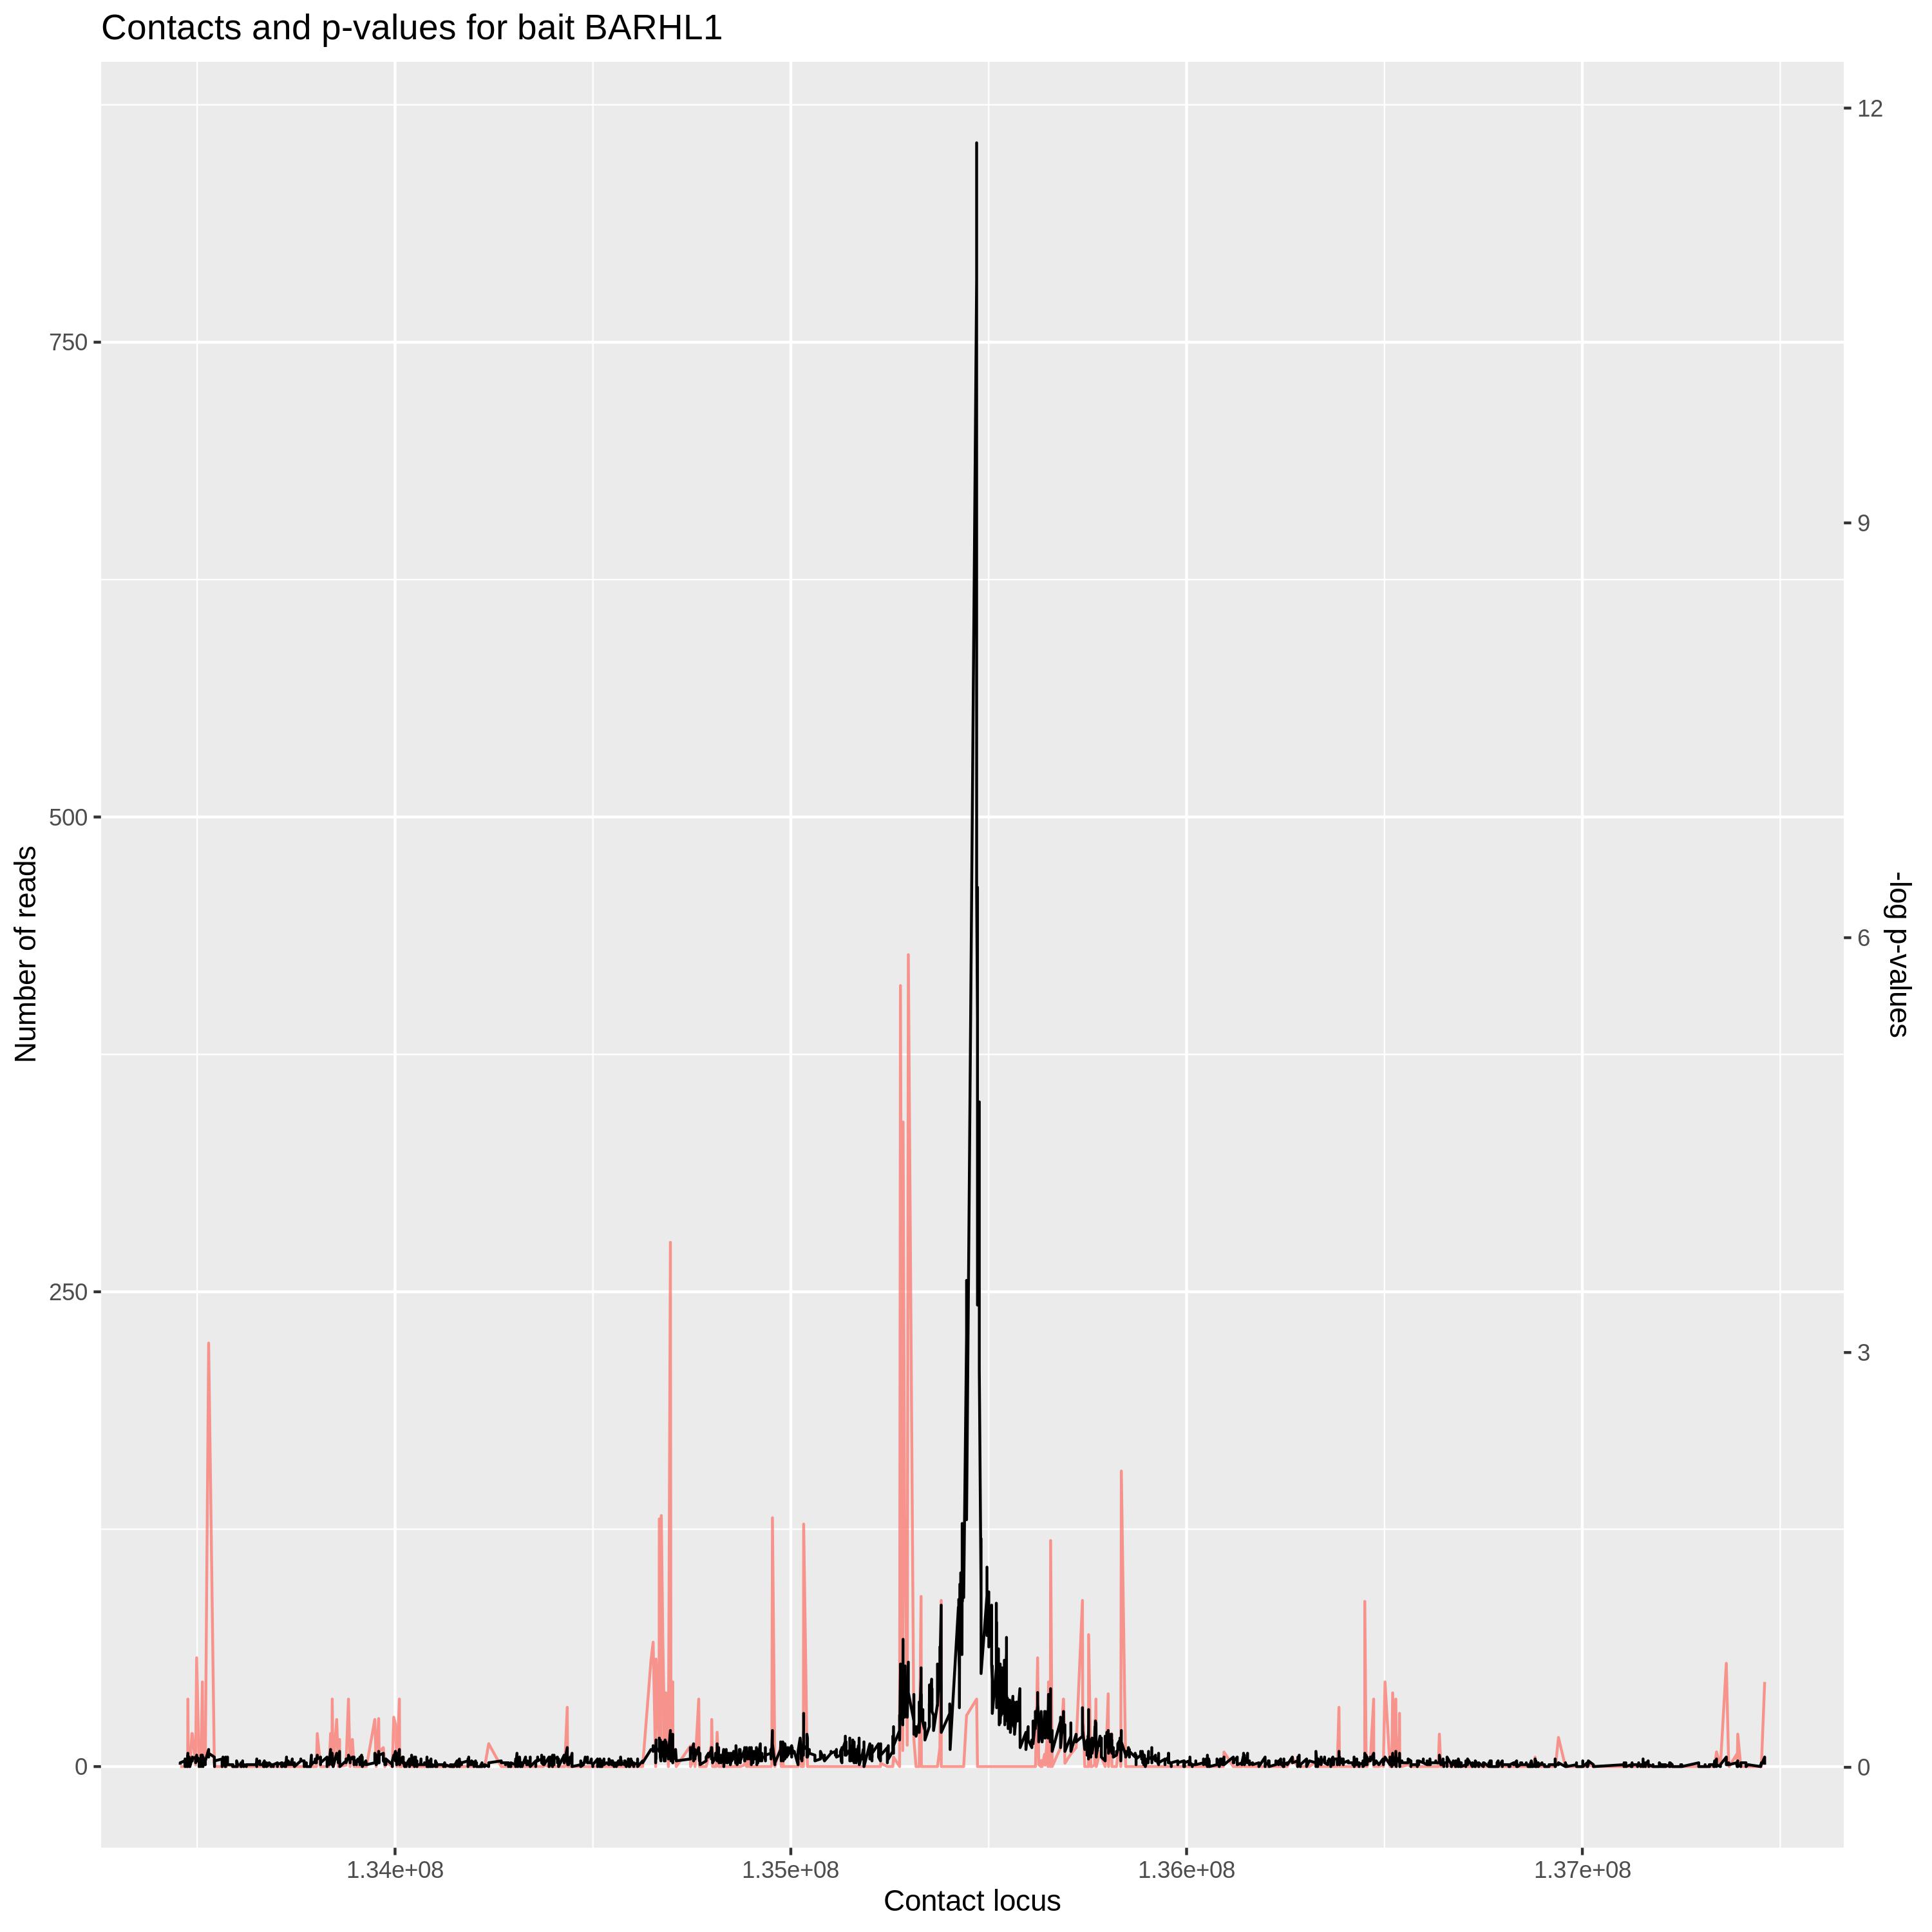 Contacts and p-values for bait BARHL1
750
500
250
0
Number of reads
12
9
6
3
0
-log p-values
1.34e+08
1.35e+08
1.36e+08
1.37e+08
Contact locus